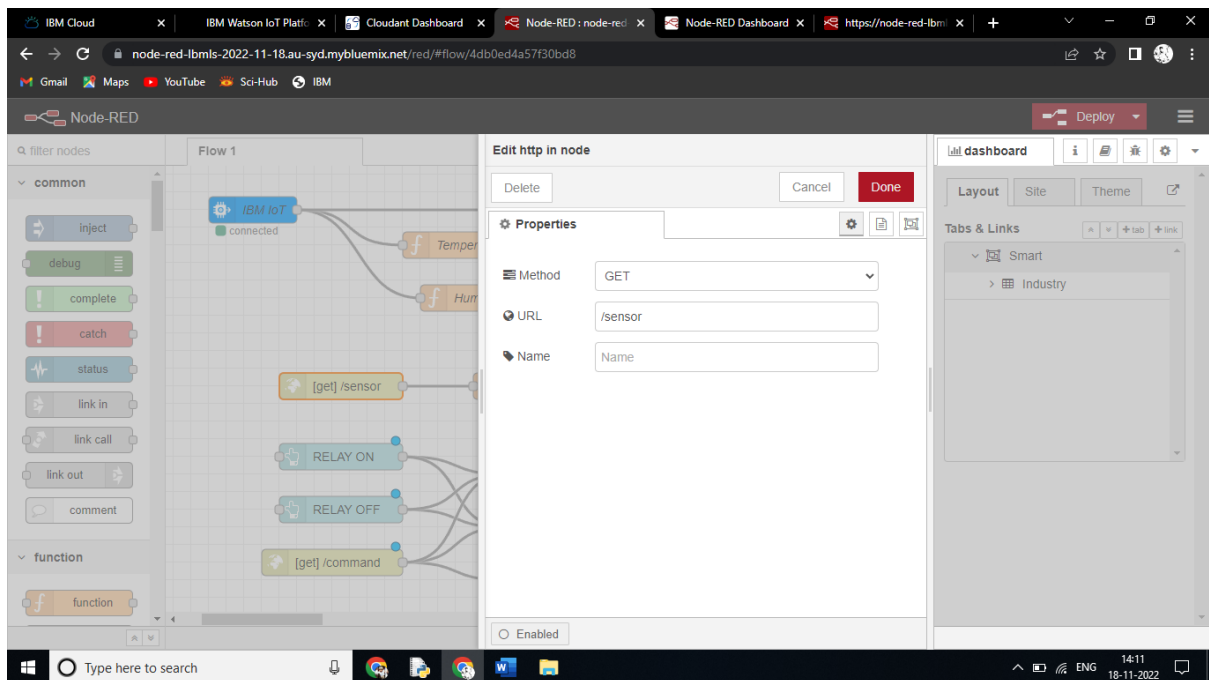 IBM Cloud
IBM Watson IoT Platfo
Cloudant Dashboard
Node-RED : node-red-
Node-RED Dashboard
https://node-red-lbml
node-red-lbmls-2022-11-18.au-syd.mybluemix.net/red/#flow/4db0ed4a57f30bd8
Gmail Maps YouTube Sci-Hub IBM
Node-RED
Deploy
filter nodes
Flow 1
common
inject
debug
complete
catch
status
link in
link call
link out
comment
function
function
IBM IoT
connected
Temper
Hum
[get] /sensor
RELAY ON
RELAY OFF
[get] /command
Edit http in node
Delete
Cancel
Done
Properties
Method
GET
URL
/sensor
Name
Name
Enabled
dashboard
i
Layout
Site
Theme
Tabs & Links
+tab
+link
Smart
Industry
Type here to search
ENG
14:11
18-11-2022